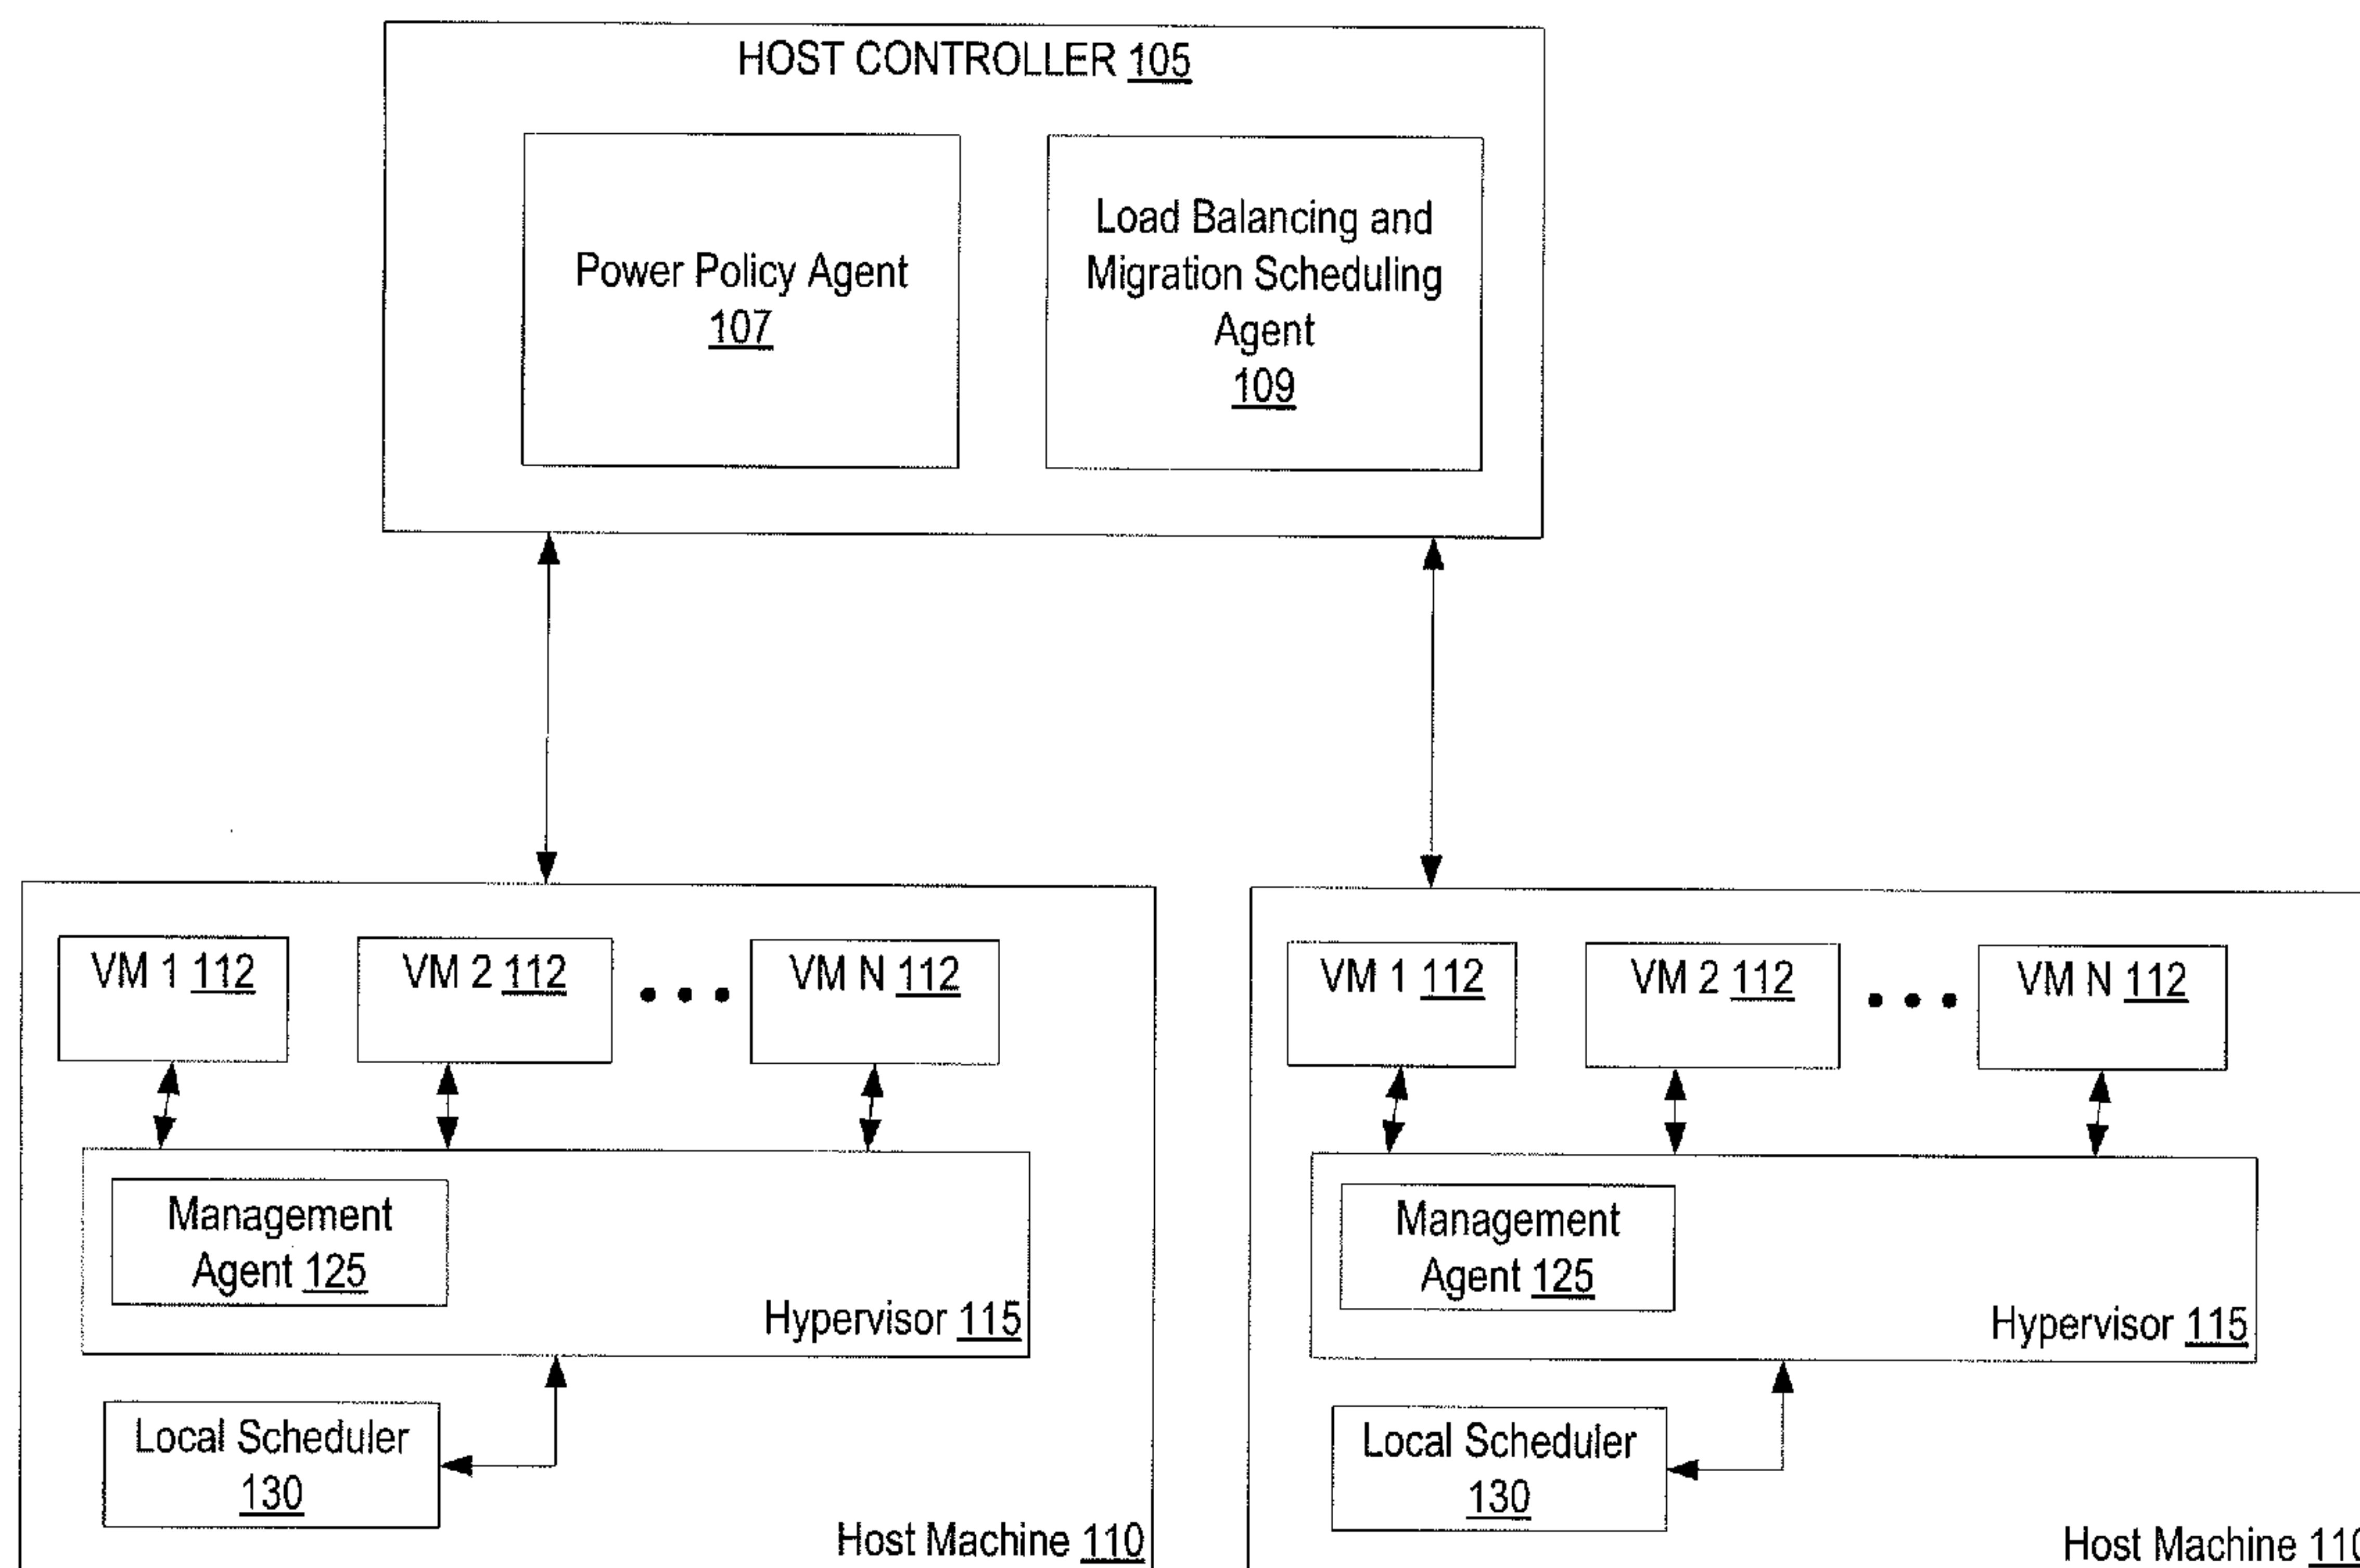 HOST CONTROLLER 105
Power Policy Agent
107
Load Balancing and
Migration Scheduling
Agent
109
VM 1 112
VM 2 112
VM N 112
Management
Agent 125
Hypervisor 115
Local Scheduler
130
Host Machine 110
VM 1 112
VM 2 112
VM N 112
Management
Agent 125
Hypervisor 115
Local Scheduler
130
Host Machine 110